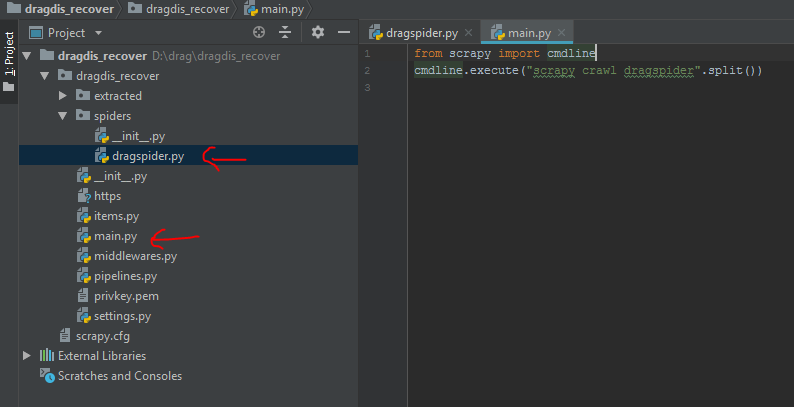 dragdis_recover dragdis_recover main.py
1: Project
Project
dragdis_recover D:\drag\dragdis_recover
dragdis_recover
extracted
spiders
__init__.py
dragspider.py
__init__.py
https
items.py
main.py
middlewares.py
pipelines.py
privkey.pem
settings.py
scrapy.cfg
External Libraries
Scratches and Consoles
dragspider.py main.py
1 from scrapy import cmdline
2 cmdline.execute("scrapy crawl dragspider".split())
3